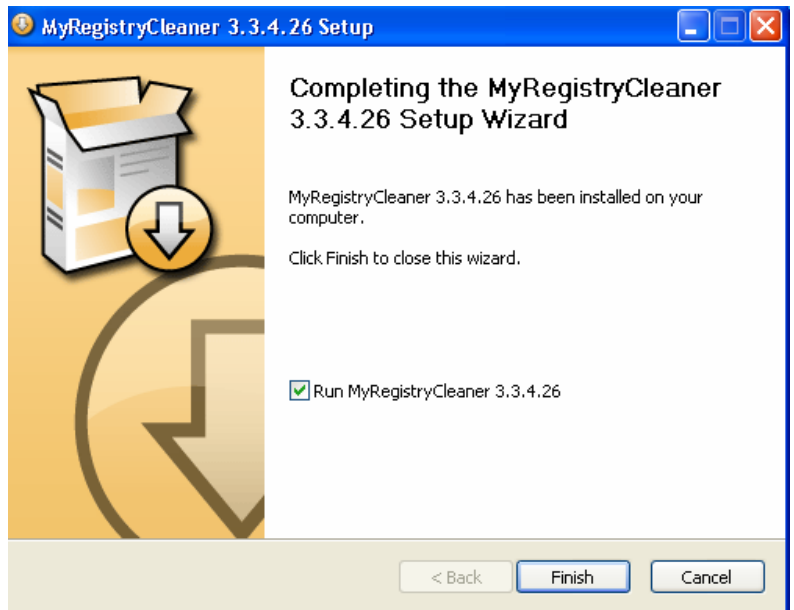 MyRegistryCleaner 3.3.4.26 Setup
Completing the MyRegistryCleaner
3.3.4.26 Setup Wizard
MyRegistryCleaner 3.3.4.26 has been installed on your
computer.
Click Finish to close this wizard.
Run MyRegistryCleaner 3.3.4.26
< Back Finish Cancel